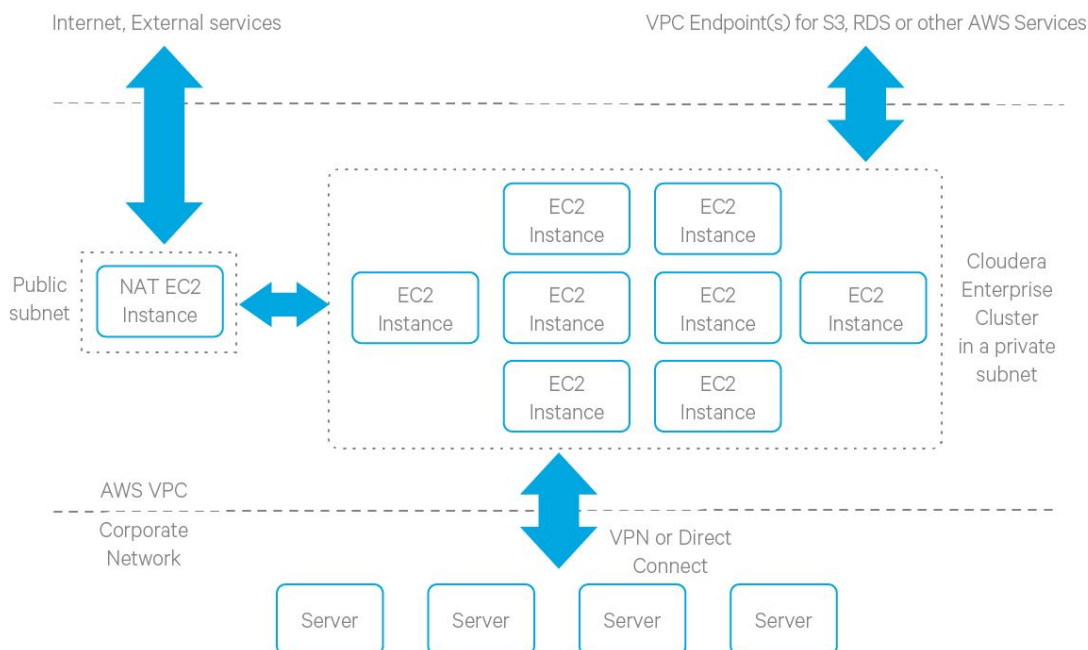 Internet, External services
VPC Endpoint(s) for S3, RDS or other AWS Services
EC2
Instance
EC2
Instance
Public
subnet
NAT EC2
Instance
EC2
Instance
EC2
Instance
EC2
Instance
EC2
Instance
Cloudera
Enterprise
Cluster
in a private
subnet
EC2
Instance
EC2
Instance
AWS VPC
Corporate
Network
VPN or Direct
Connect
Server
Server
Server
Server